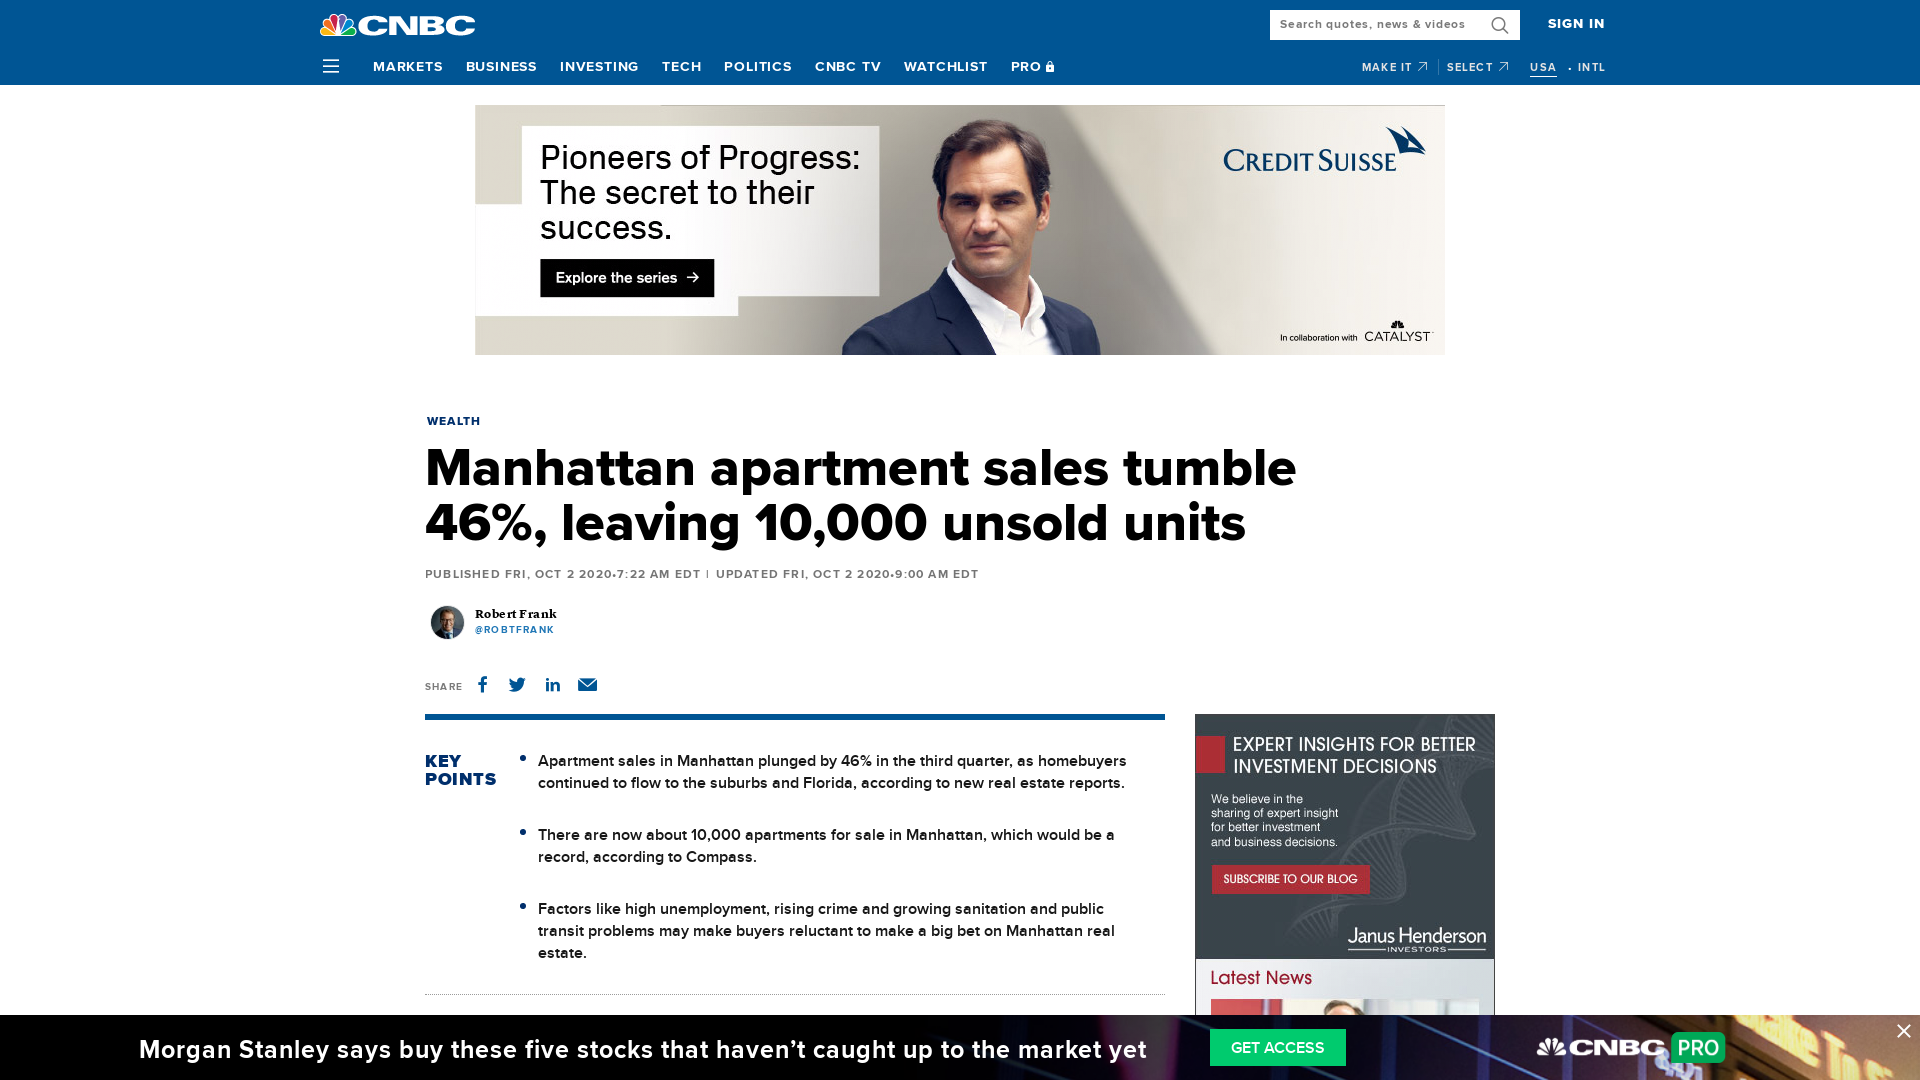 CNBC
Search quotes, news & videos
SIGN IN
MARKETS
BUSINESS
INVESTING
TECH
POLITICS
CNBC TV
WATCHLIST
PRO
MAKE IT
SELECT
USA
• INTL
Pioneers of Progress:
The secret to their
success.
Explore the series →
CREDIT SUISSE
In collaboration with CATALYST
WEALTH
Manhattan apartment sales tumble
46%, leaving 10,000 unsold units
PUBLISHED FRI, OCT 2 2020•7:22 AM EDT | UPDATED FRI, OCT 2 2020•9:00 AM EDT
Robert Frank
@ROBTFRANK
SHARE
KEY
POINTS
• Apartment sales in Manhattan plunged by 46% in the third quarter, as homebuyers
continued to flow to the suburbs and Florida, according to new real estate reports.
• There are now about 10,000 apartments for sale in Manhattan, which would be a
record, according to Compass.
• Factors like high unemployment, rising crime and growing sanitation and public
transit problems may make buyers reluctant to make a big bet on Manhattan real
estate.
EXPERT INSIGHTS FOR BETTER
INVESTMENT DECISIONS
We believe in the
sharing of expert insight
for better investment
and business decisions.
SUBSCRIBE TO OUR BLOG
Janus Henderson
INVESTORS
Latest News
Morgan Stanley says buy these five stocks that haven’t caught up to the market yet
GET ACCESS
CNBC PRO